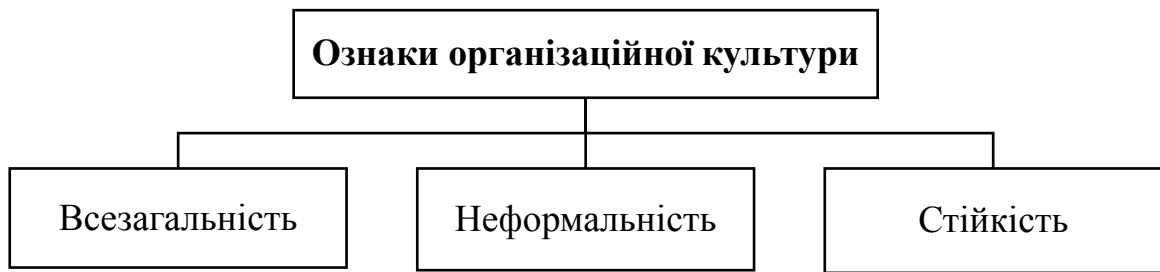 Ознаки організаційної культури
Всезагальність
Неформальність
Стійкість